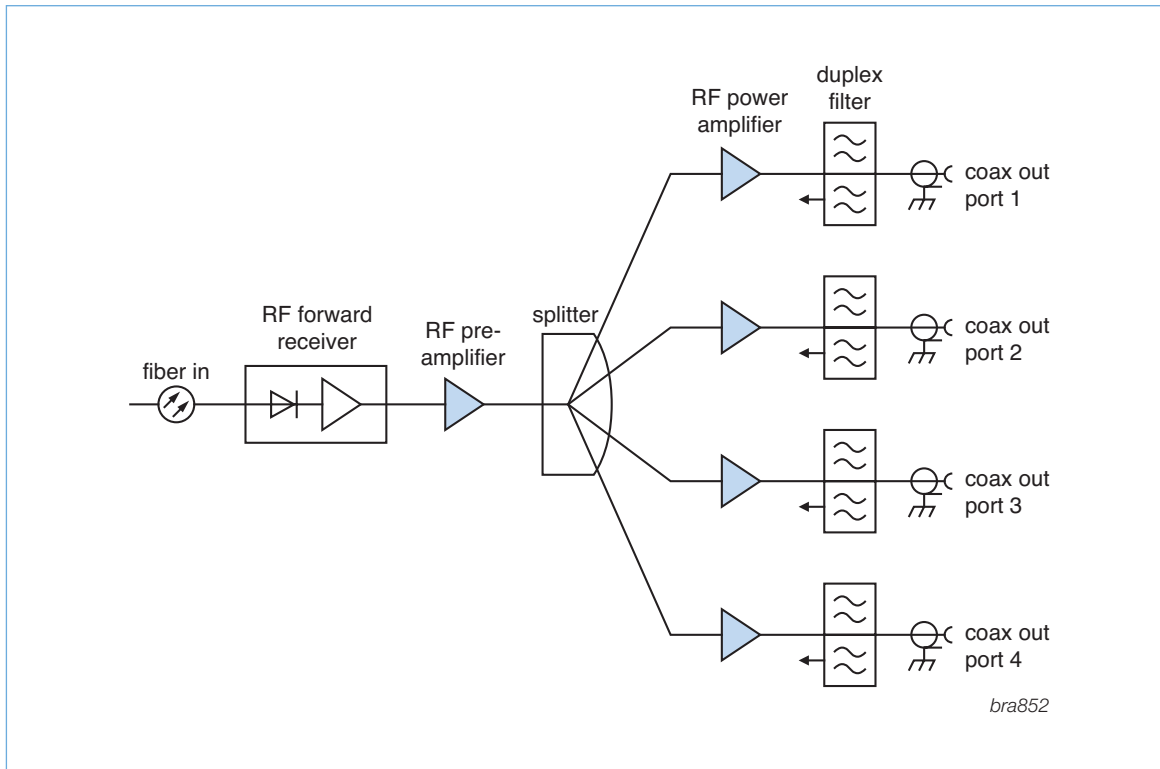 fiber in
RF forward
receiver
RF pre-
amplifier
splitter
RF power
amplifier
duplex
filter
coax out
port 1
coax out
port 2
coax out
port 3
coax out
port 4
bra852